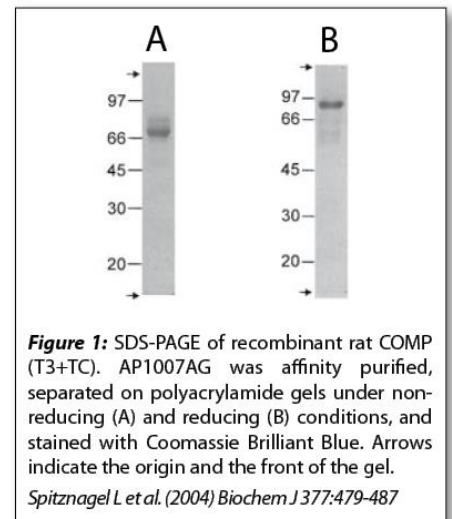 A
B
97
66
45
30
20
97
66
45
30
20
Figure 1: SDS-PAGE of recombinant rat COMP
(T3+TC). AP1007AG was affinity purified,
separated on polyacrylamide gels under non-
reducing (A) and reducing (B) conditions, and
stained with Coomassie Brilliant Blue. Arrows
indicate the origin and the front of the gel.
Spitznagel L et al. (2004) Biochem J 377:479-487